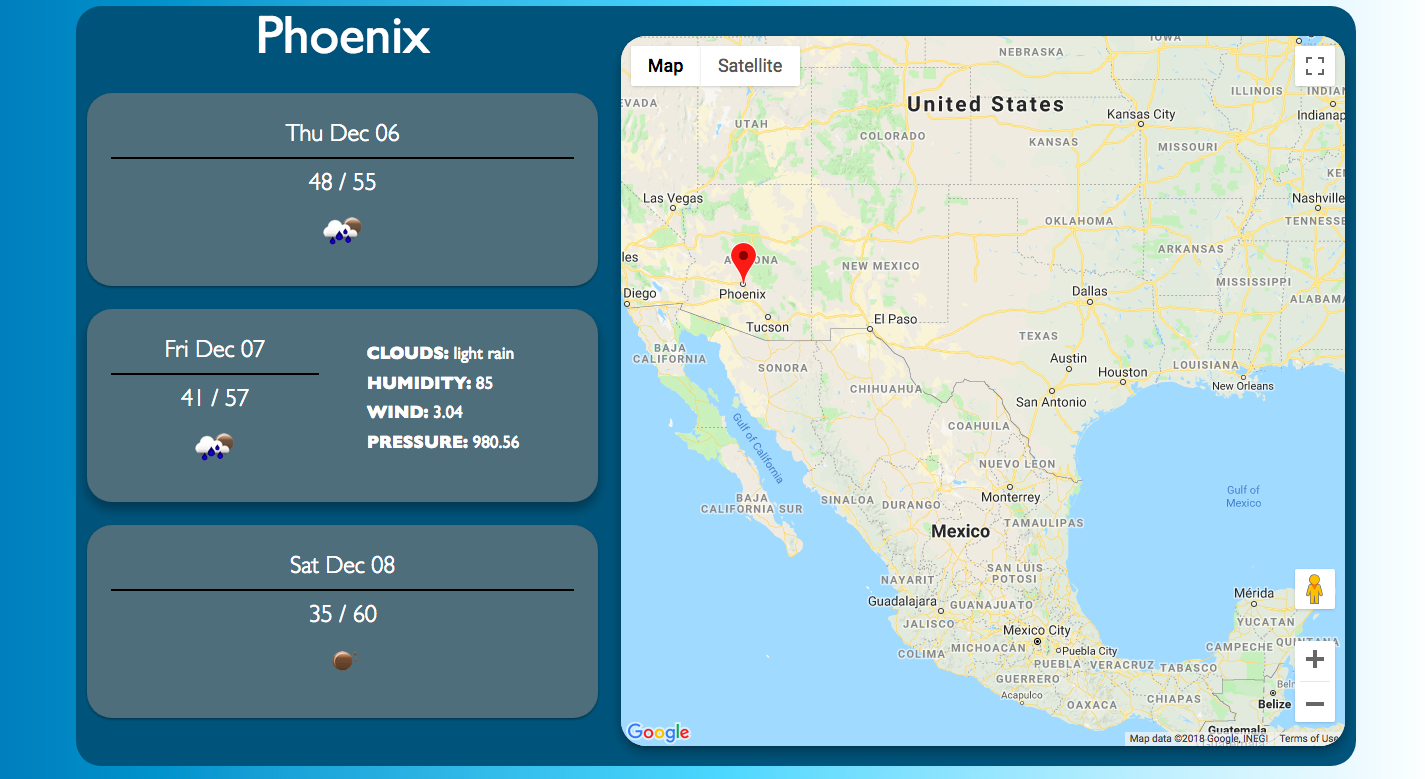 Phoenix
Thu Dec 06
48 / 55
Fri Dec 07
41 / 57
CLOUDS: light rain
HUMIDITY: 85
WIND: 3.04
PRESSURE: 980.56
Sat Dec 08
35 / 60
Map Satellite
IOWA
NEBRASKA
EVADA
UTAH
United States
ILLINOIS
INDIAN
COLORADO
Kansas City
Indianap
KANSAS
MISSOURI
Las Vegas
Nashville
OKLAHOMA
TENNESSE
les
ARIZONA
NEW MEXICO
ARKANSAS
MISSISSIPPI
Diego
Phoenix
Dallas
ALABAMA
Tucson
El Paso
TEXAS
BAJA
CALIFORNIA
SONORA
Austin
Houston
LOUISIANA
New Orleans
CHIHUAHUA
San Antonio
Gulf of California
COAHUILA
NUEVO LEON
BAJA
CALIFORNIA SUR
SINALOA
DURANGO
Monterrey
Gulf of
Mexico
Mexico
TAMAULIPAS
SAN LUIS
POTOSI
NAYARIT
Guadalajara
GUANAJUATO
Mérida
JALISCO
Mexico City
YUCATAN
COLIMA
MICHOACÁN
Puebla City
CAMPECHE
QUINTANA
PUEBLA
VERACRUZ
TABASCO
GUERRERO
Acapulco
OAXACA
CHIAPAS
Belize
Guatemala
Google
Map data ©2018 Google, INEGI Terms of Use